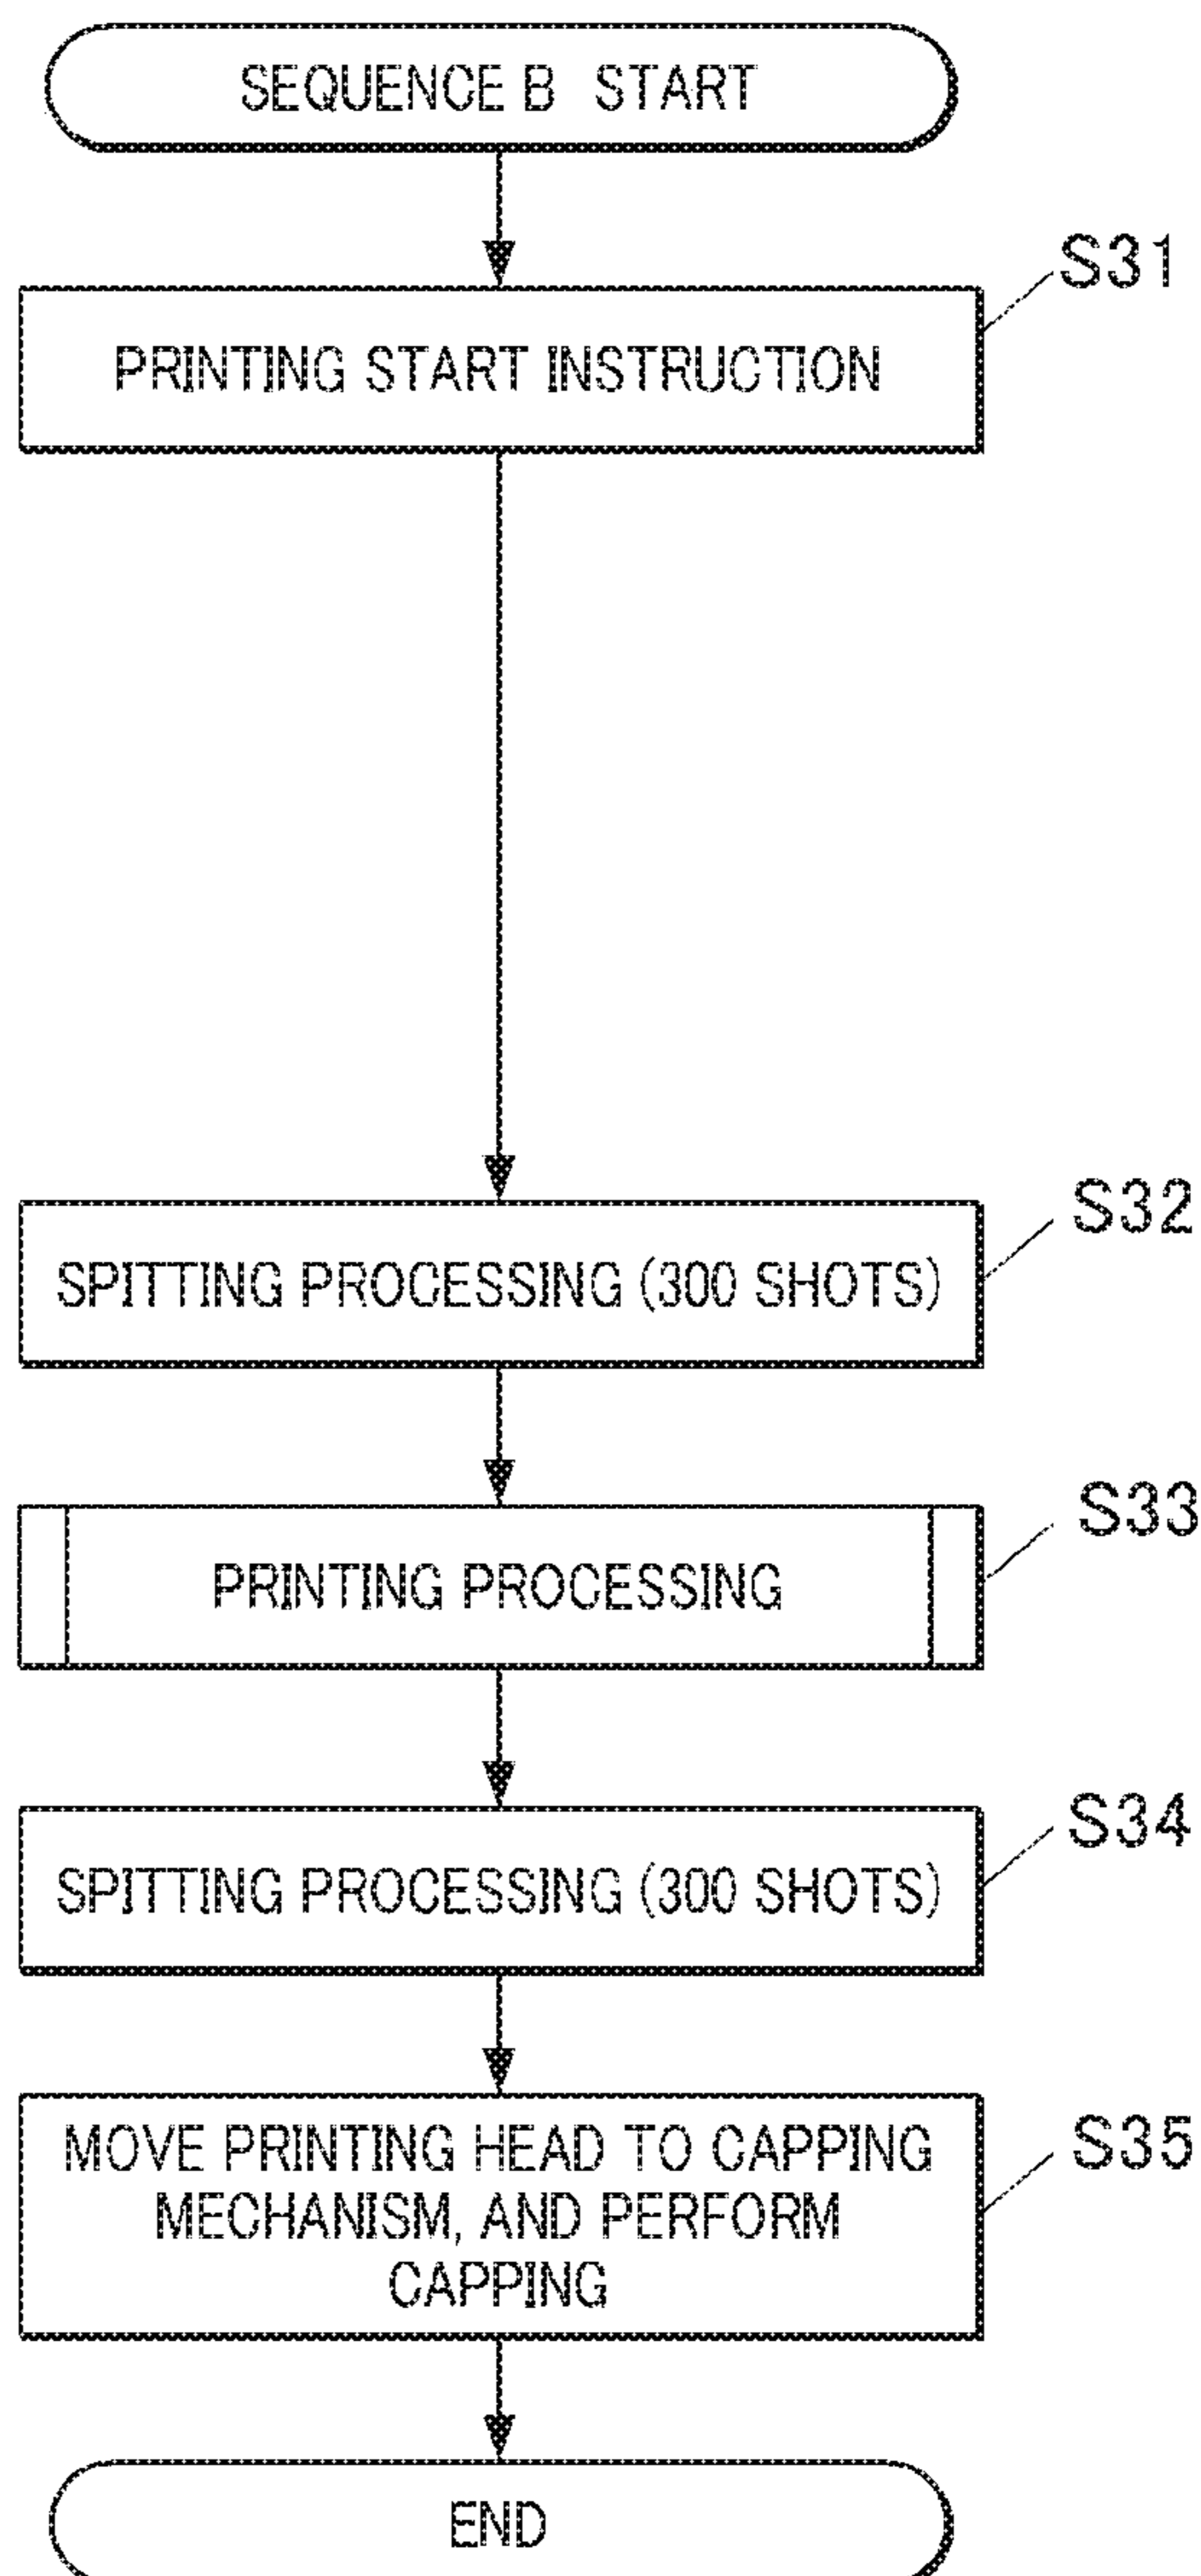 SEQUENCE B START
S31
PRINTING START INSTRUCTION
S32
SPITTING PROCESSING (300 SHOTS)
S33
PRINTING PROCESSING
S34
SPITTING PROCESSING (300 SHOTS)
S35
MOVE PRINTING HEAD TO CAPPING
MECHANISM, AND PERFORM
CAPPING
END